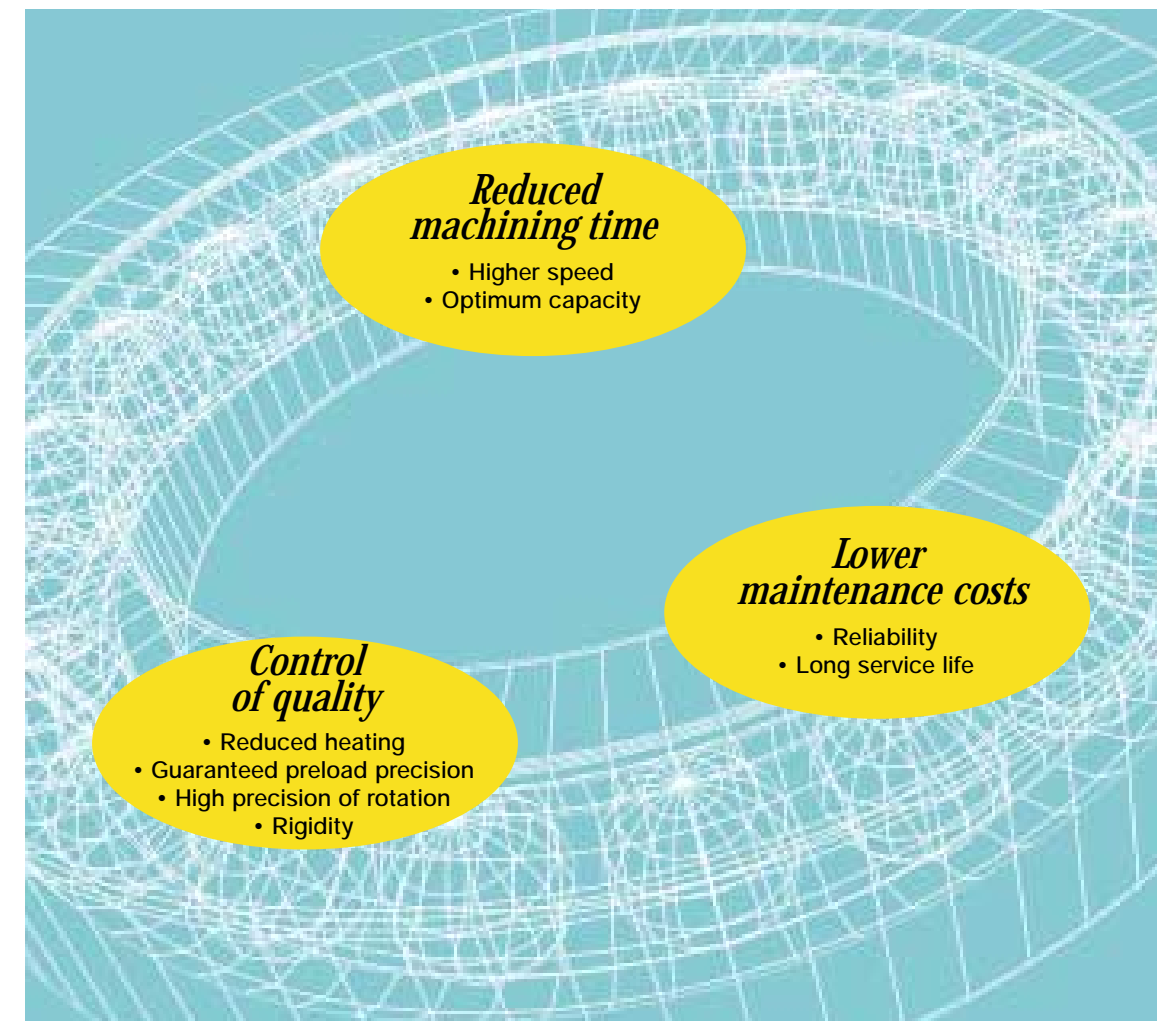 Reduced
machining time
• Higher speed
• Optimum capacity
Lower
maintenance costs
• Reliability
• Long service life
Control
of quality
• Reduced heating
• Guaranteed preload precision
• High precision of rotation
• Rigidity